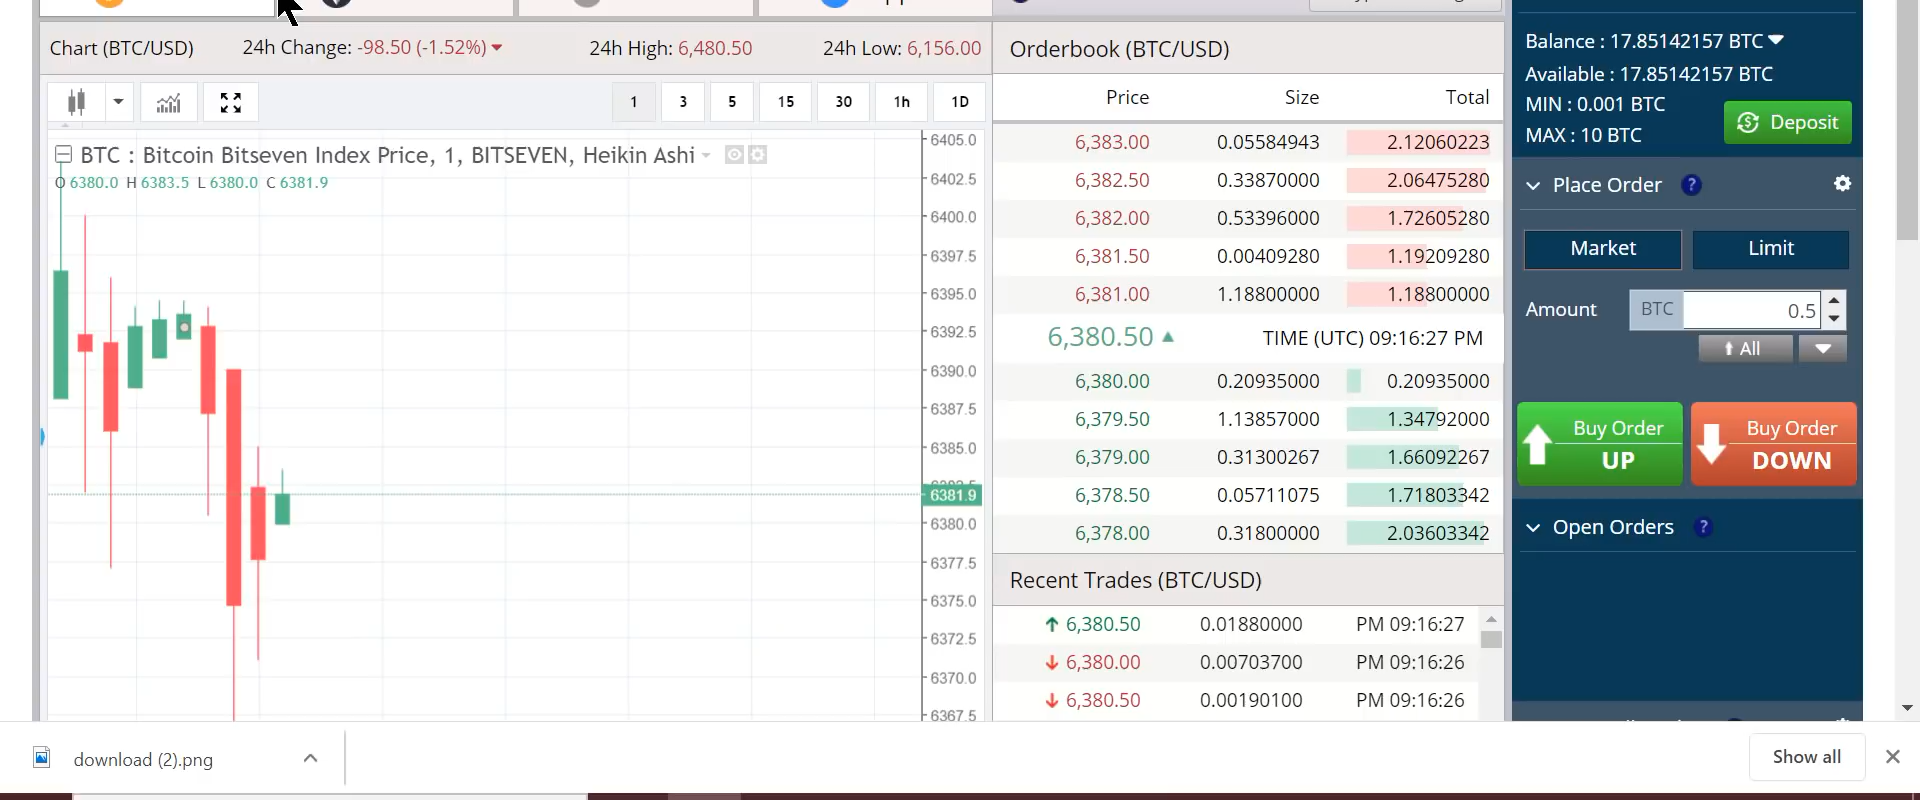 Chart (BTC/USD) 24h Change: -98.50 (-1.52%) 24h High: 6,480.50 24h Low: 6,156.00
1 3 5 15 30 1h 1D
BTC : Bitcoin Bitseven Index Price, 1, BITSEVEN, Heikin Ashi
O 6380.0 H 6383.5 L 6380.0 C 6381.9
6405.0
6402.5
6400.0
6397.5
6395.0
6392.5
6390.0
6387.5
6385.0
6381.9
6380.0
6377.5
6375.0
6372.5
6370.0
6367.5
Orderbook (BTC/USD)
Price Size Total
6,383.00 0.05584943 2.12060223
6,382.50 0.33870000 2.06475280
6,382.00 0.53396000 1.72605280
6,381.50 0.00409280 1.19209280
6,381.00 1.18800000 1.18800000
6,380.50 TIME (UTC) 09:16:27 PM
6,380.00 0.20935000 0.20935000
6,379.50 1.13857000 1.34792000
6,379.00 0.31300267 1.66092267
6,378.50 0.05711075 1.71803342
6,378.00 0.31800000 2.03603342
Recent Trades (BTC/USD)
6,380.50 0.01880000 PM 09:16:27
6,380.00 0.00703700 PM 09:16:26
6,380.50 0.00190100 PM 09:16:26
Balance : 17.85142157 BTC
Available : 17.85142157 BTC
MIN : 0.001 BTC
MAX : 10 BTC
Deposit
Place Order ?
Market Limit
Amount BTC 0.5
All
Buy Order UP
Buy Order DOWN
Open Orders ?
download (2).png
Show all